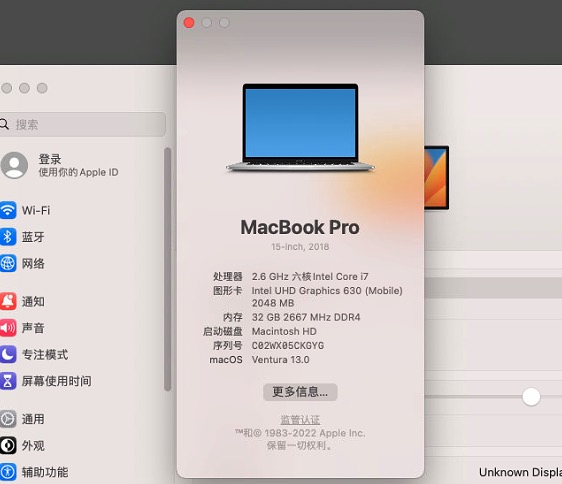 搜索
登录
使用你的 Apple ID
Wi-Fi
蓝牙
网络
通知
声音
专注模式
屏幕使用时间
通用
外观
辅助功能
MacBook Pro
15-inch, 2018
处理器 2.6 GHz 六核Intel Core i7
图形卡 Intel UHD Graphics 630 (Mobile)
2048 MB
内存 32 GB 2667 MHz DDR4
启动磁盘 Macintosh HD
序列号 C02WX05CKGYG
macOS Ventura 13.0
更多信息...
监管认证
™和© 1983-2022 Apple Inc.
保留一切权利。
Unknown Displa